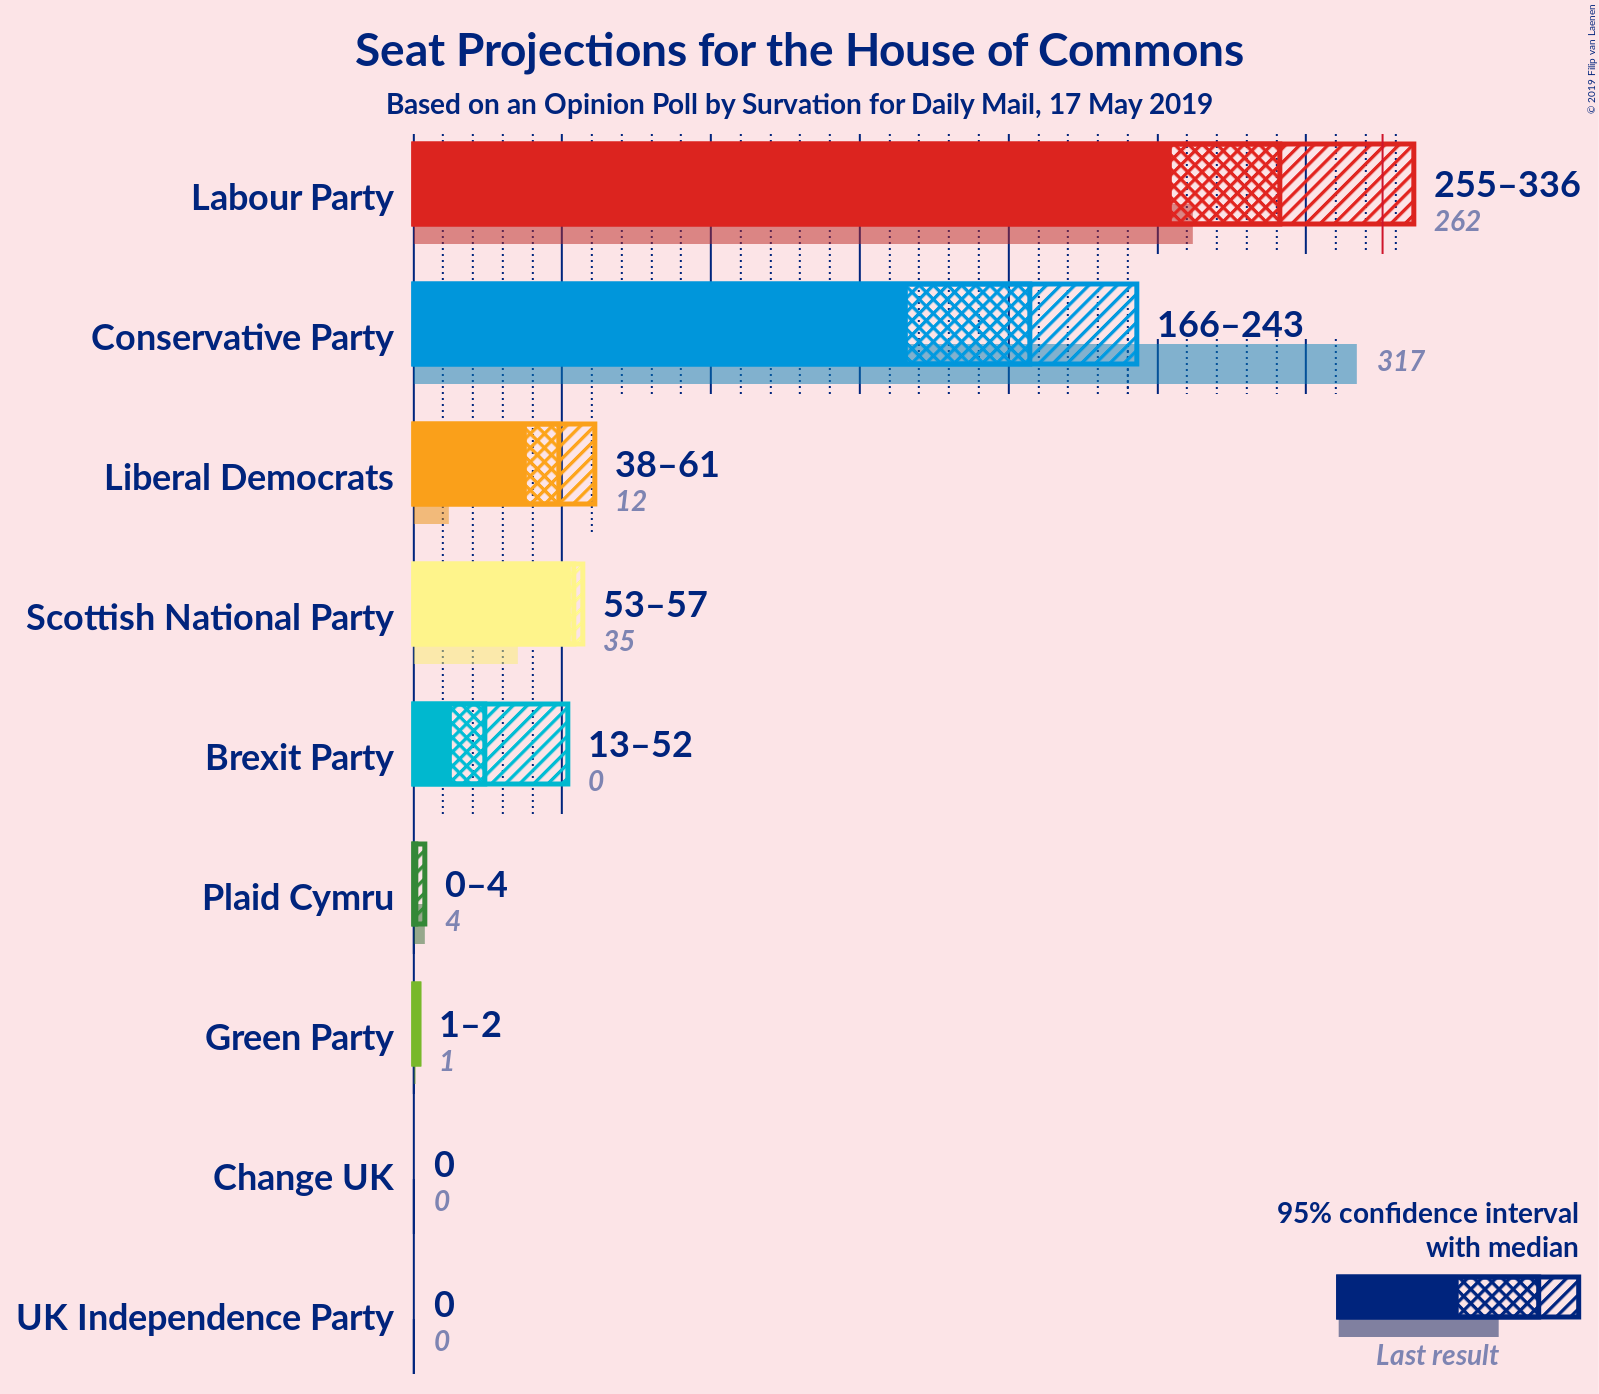 Seat Projections for the House of Commons
Based on an Opinion Poll by Survation for Daily Mail, 17 May 2019
© 2019 Filip van Laenen
Labour Party
255–336
262
Conservative Party
166–243
317
Liberal Democrats
38–61
12
Scottish National Party
53–57
35
Brexit Party
13–52
0
Plaid Cymru
0–4
4
Green Party
1–2
1
Change UK
0
0
UK Independence Party
0
0
95% confidence interval
with median
Last result